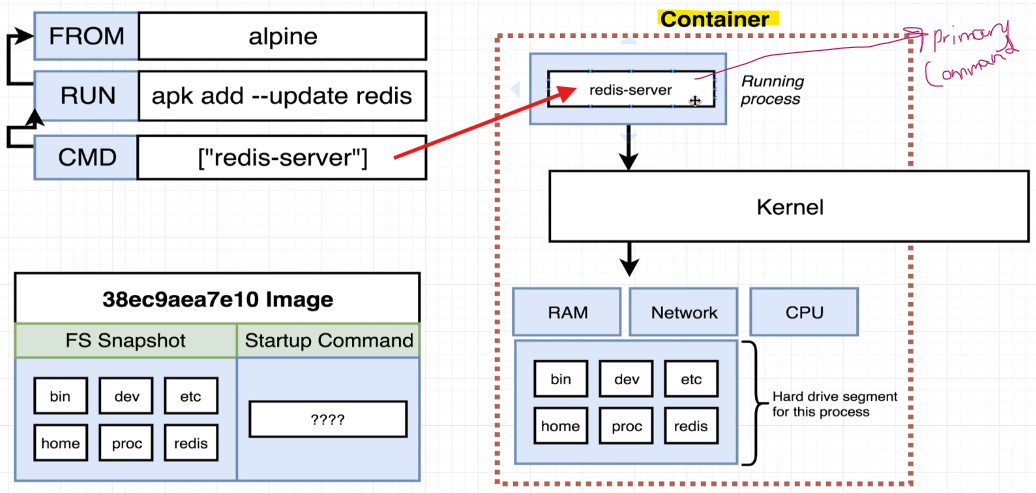 FROM alpine
RUN apk add --update redis
CMD ["redis-server"]
38ec9aea7e10 Image
FS Snapshot Startup Command
bin dev etc
home proc redis
????
Container
primary
Command
redis-server
Running
process
Kernel
RAM Network CPU
bin dev etc
home proc redis
Hard drive segment
for this process